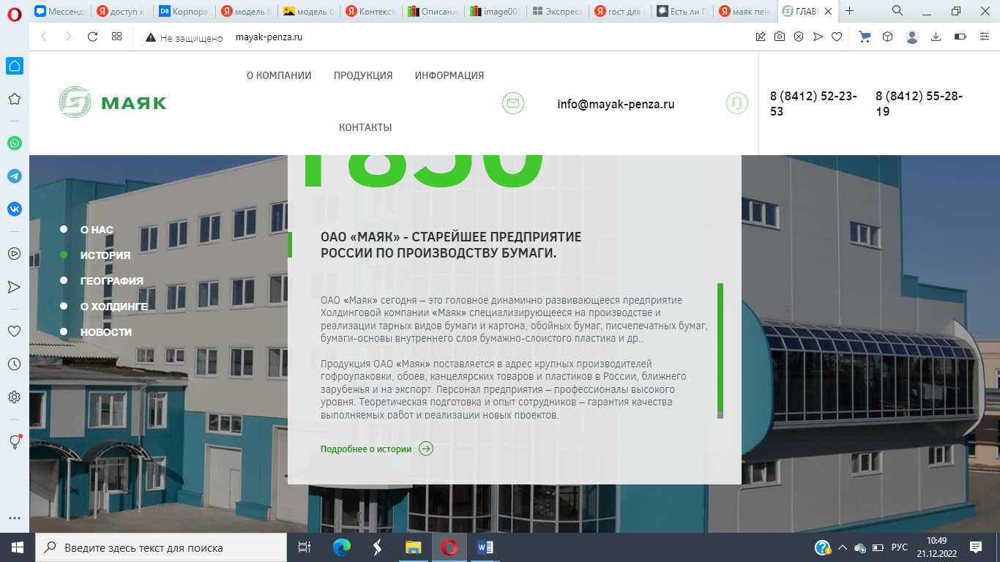 Мессенд
доступ к
Корпорат
модель б
модель б
Контекст
Описани
image003
Экспресс
гост для
Есть ли Г
маяк пен
ГЛАВН
Не защищено mayak-penza.ru
О КОМПАНИИ ПРОДУКЦИЯ ИНФОРМАЦИЯ
КОНТАКТЫ
МАЯК
info@mayak-penza.ru
8 (8412) 52-23-
53
8 (8412) 55-28-
19
1850
О НАС
ИСТОРИЯ
ГЕОГРАФИЯ
О ХОЛДИНГЕ
НОВОСТИ
ОАО «МАЯК» - СТАРЕЙШЕЕ ПРЕДПРИЯТИЕ
РОССИИ ПО ПРОИЗВОДСТВУ БУМАГИ.
ОАО «Маяк» сегодня – это головное динамично развивающееся предприятие
Холдинговой компании «Маяк» специализирующееся на производстве и
реализации тарных видов бумаги и картона, обойных бумаг, писчепечатных бумаг,
бумаги-основы внутреннего слоя бумажно-слоистого пластика и др..
Продукция ОАО «Маяк» поставляется в адрес крупных производителей
гофроупаковки, обоев, канцелярских товаров и пластиков в России, ближнего
зарубежья и на экспорт. Персонал предприятия – профессионалы высокого
уровня. Теоретическая подготовка и опыт сотрудников – гарантия качества
выполняемых работ и реализации новых проектов.
Подробнее о истории
Введите здесь текст для поиска
РУС
10:49
21.12.2022